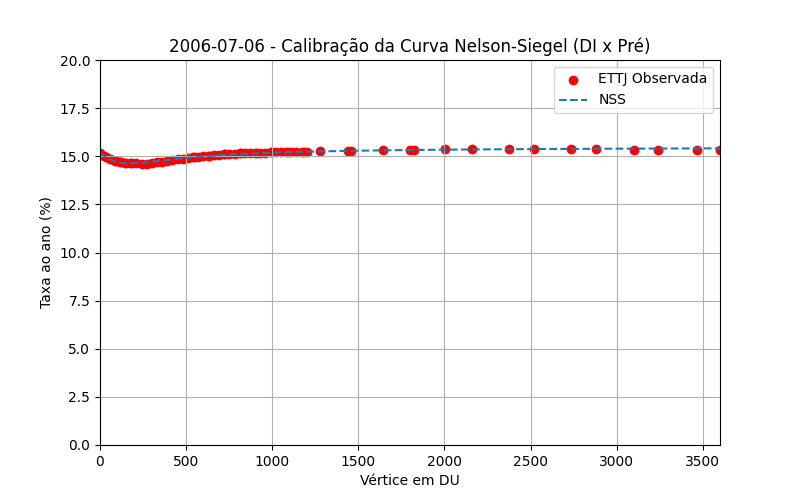 2006-07-06 - Calibração da Curva Nelson-Siegel (DI x Pré)
ETTJ Observada
NSS
Taxa ao ano (%)
20.0
17.5
15.0
12.5
10.0
7.5
5.0
2.5
0.0
0 500 1000 1500 2000 2500 3000 3500
Vértice em DU